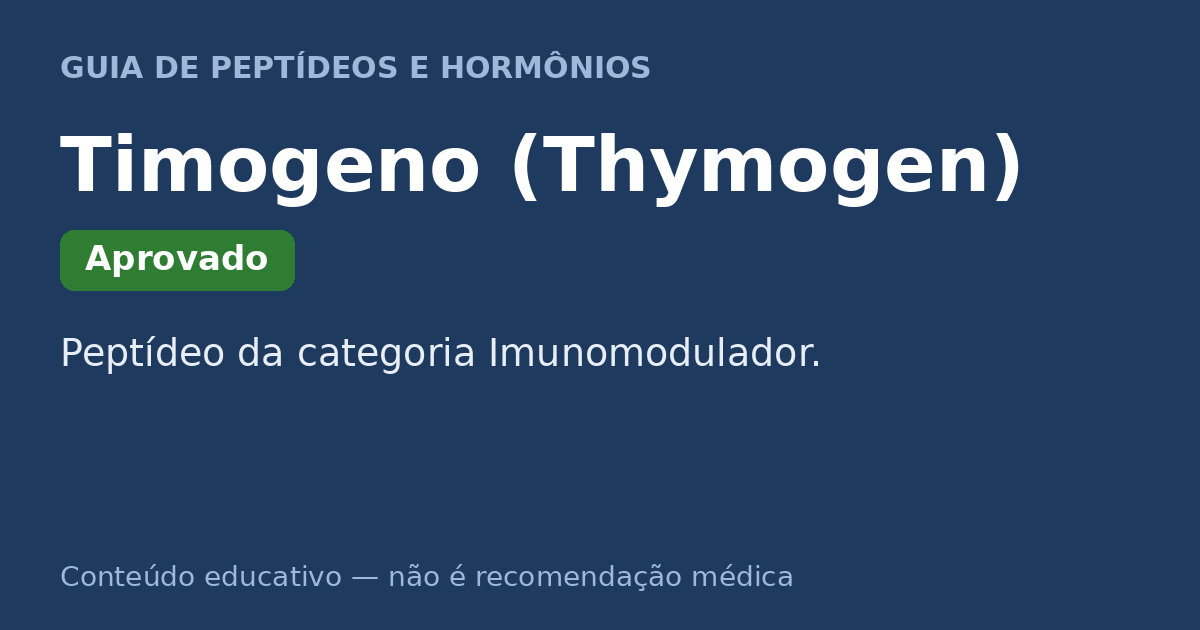 GUIA DE PEPTÍDEOS E HORMÔNIOS
Timogeno (Thymogen)
Aprovado
Peptídeo da categoria Imunomodulador.
Conteúdo educativo — não é recomendação médica